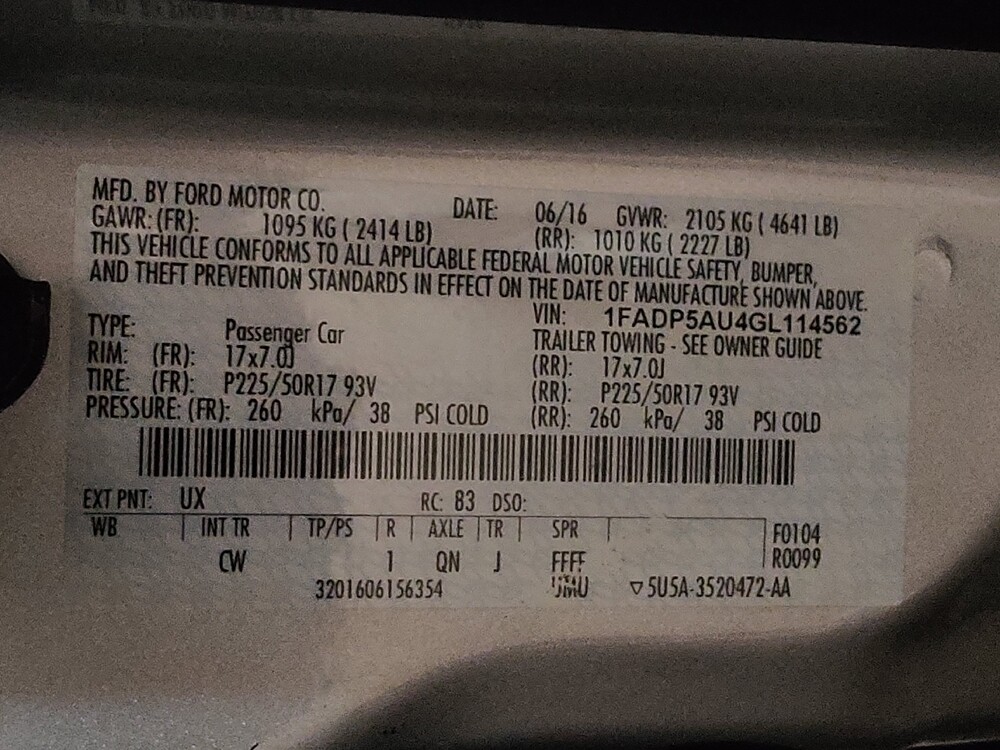 MFD. BY FORD MOTOR CO. DATE: 06/16 GVWR: 2105 KG ( 4641 LB)
GAWR: (FR): 1095 KG ( 2414 LB) (RR): 1010 KG ( 2227 LB)
THIS VEHICLE CONFORMS TO ALL APPLICABLE FEDERAL MOTOR VEHICLE SAFETY, BUMPER,
AND THEFT PREVENTION STANDARDS IN EFFECT ON THE DATE OF MANUFACTURE SHOWN ABOVE.
VIN: 1FADP5AU4GL114562
TYPE: Passenger Car TRAILER TOWING - SEE OWNER GUIDE
RIM: (FR): 17x7.0J (RR): 17x7.0J
TIRE: (FR): P225/50R17 93V (RR): P225/50R17 93V
PRESSURE: (FR): 260 kPa/ 38 PSI COLD (RR): 260 kPa/ 38 PSI COLD
EXT PNT: UX RC: 83 DSO:
WB INT TR TP/PS R AXLE TR SPR F0104
CW 1 QN J FFFF R0099
3201606156354 UMU ▽5U5A-3520472-AA